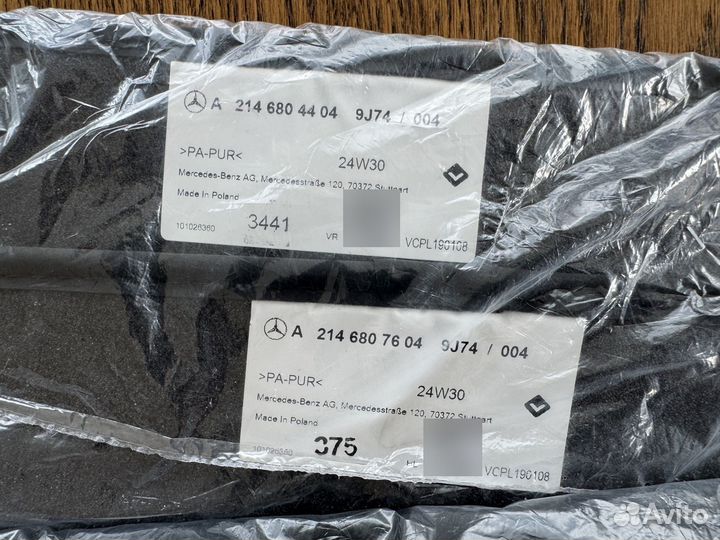 A 214 680 44 04 9J74 / 004
>PA-PUR< 24W30
Mercedes-Benz AG, Mercedesstraße 120, 70372 Stuttgart
Made In Poland
101026360 3441 VR VCPL190108
A 214 680 76 04 9J74 / 004
>PA-PUR< 24W30
Mercedes-Benz AG, Mercedesstraße 120, 70372 Stuttgart
Made In Poland
101026360 375 VCPL190108
Avito